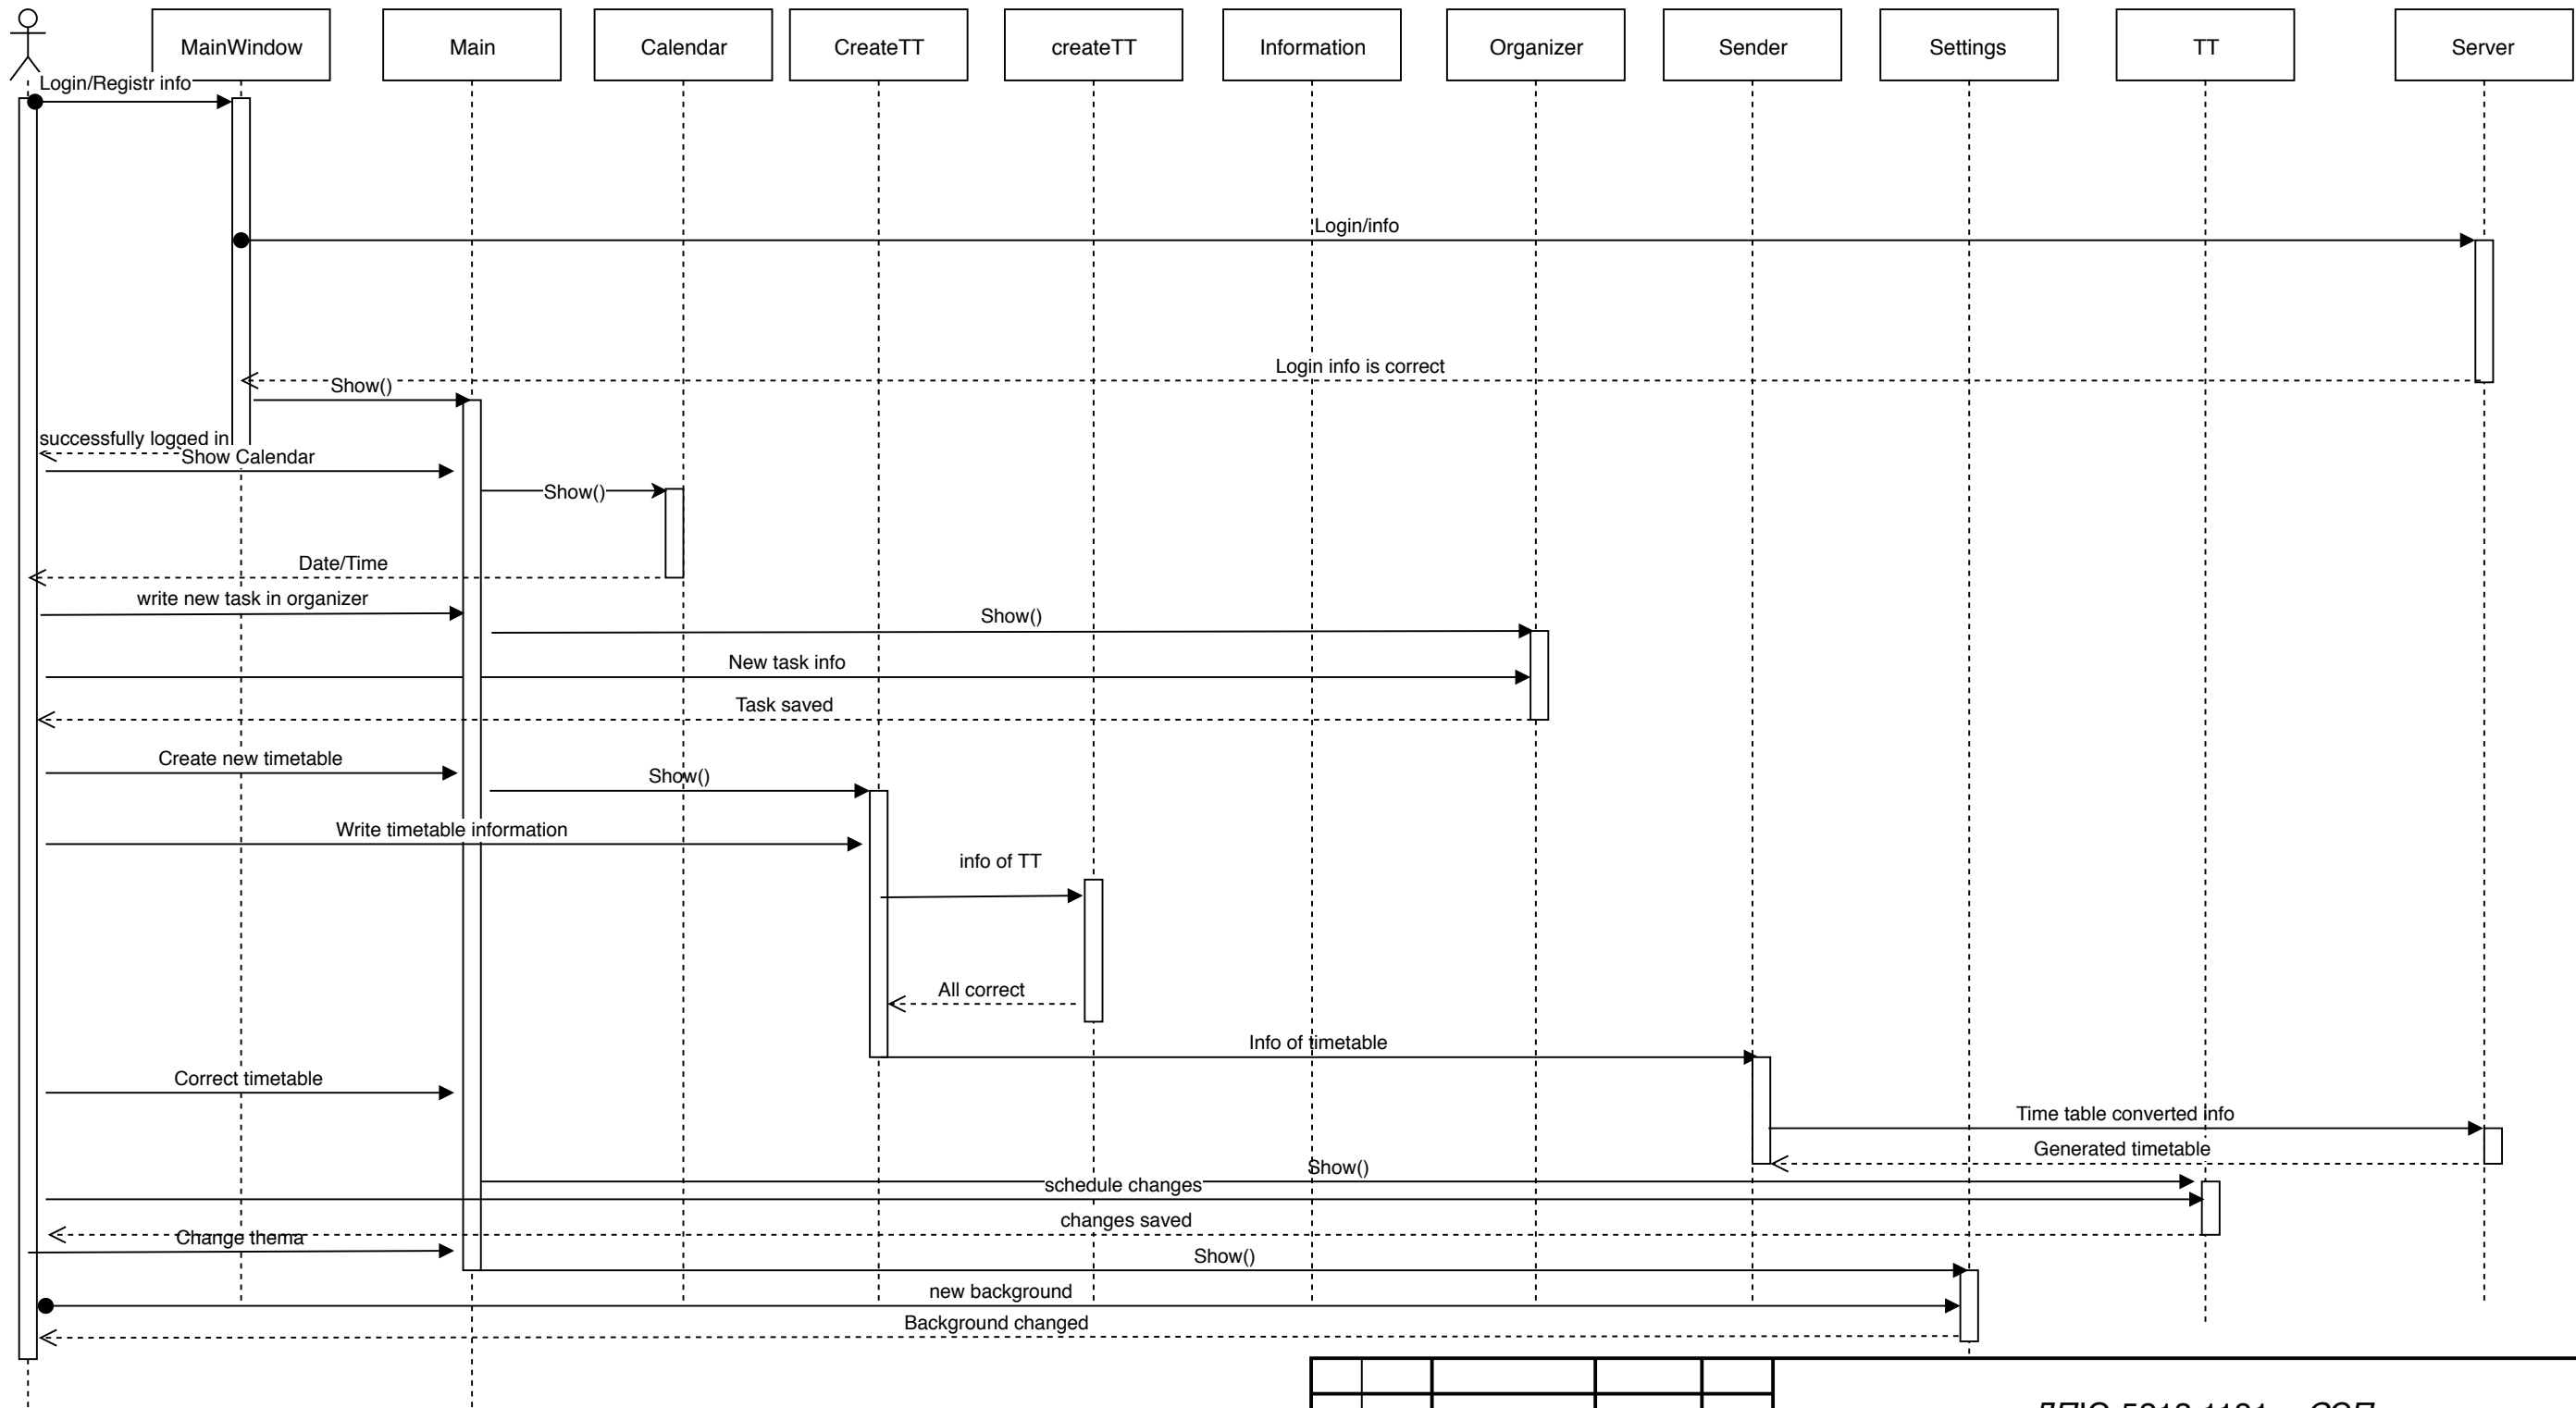 MainWindow
Main
Calendar
CreateTT
createTT
Information
Organizer
Sender
Settings
TT
Server
Login/Registr info
Login/info
Login info is correct
Show()
successfully logged in
Show Calendar
Show()
Date/Time
write new task in organizer
Show()
New task info
Task saved
Create new timetable
Show()
Write timetable information
info of TT
All correct
Info of timetable
Correct timetable
Time table converted info
Generated timetable
Show()
schedule changes
changes saved
Change thema
Show()
new background
Background changed